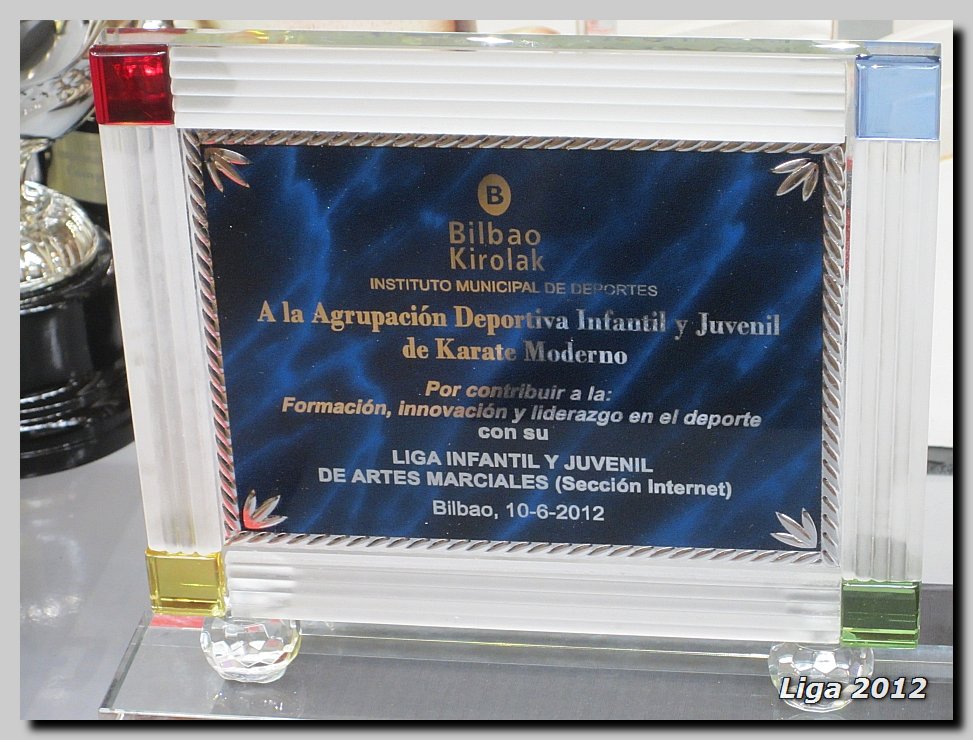 B
Bilbao
Kirolak
INSTITUTO MUNICIPAL DE DEPORTES
A la Agrupación Deportiva Infantil y Juvenil
de Karate Moderno
Por contribuir a la:
Formación, innovación y liderazgo en el deporte
con su
LIGA INFANTIL Y JUVENIL
DE ARTES MARCIALES (Sección Internet)
Bilbao, 10-6-2012
Liga 2012